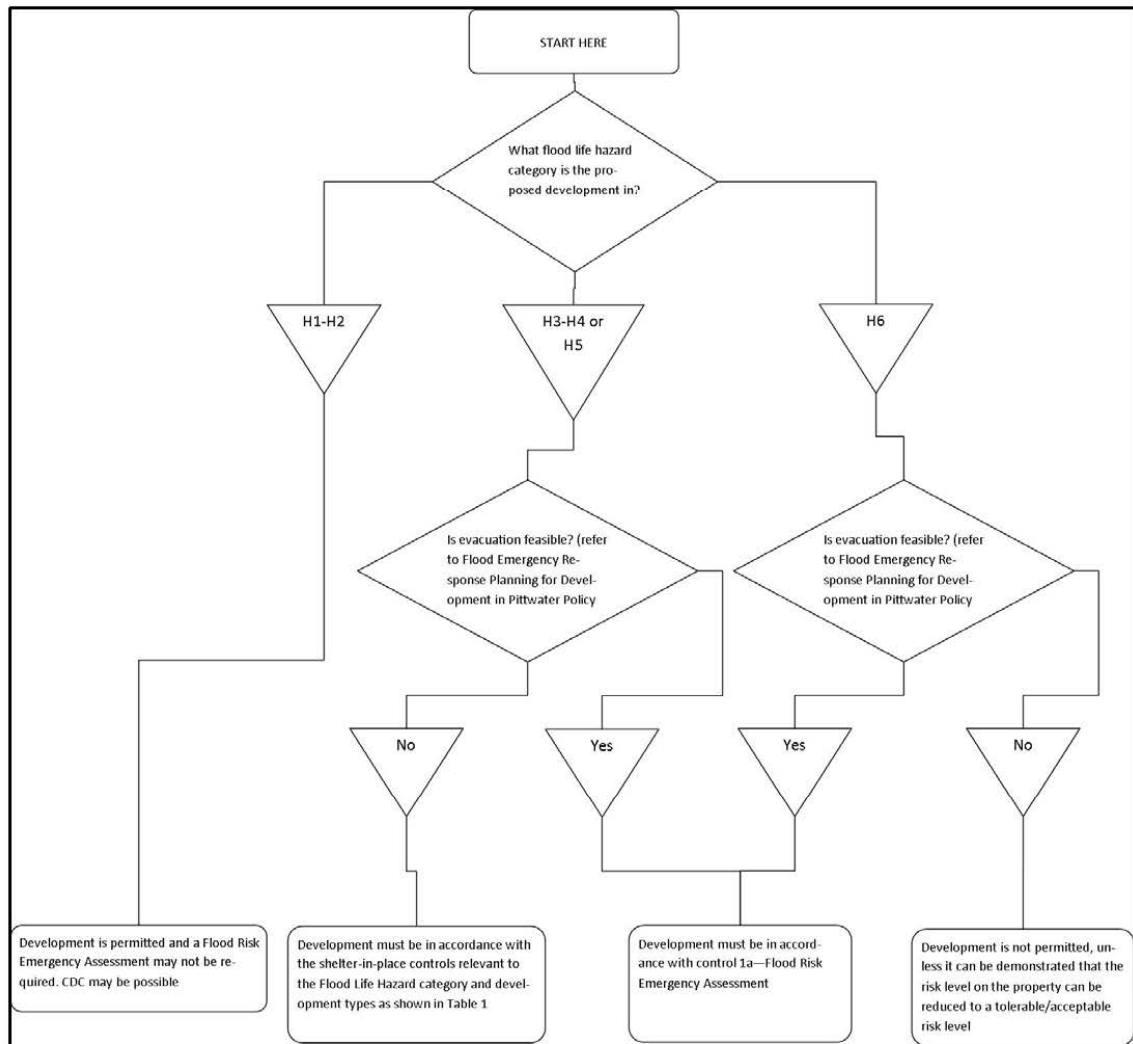 START HERE
What flood life hazard
category is the pro-
posed development in?
H1-H2
H3-H4 or
H5
H6
Is evacuation feasible? (refer
to Flood Emergency Re-
sponse Planning for Devel-
opment in Pittwater Policy
Is evacuation feasible? (refer
to Flood Emergency Re-
sponse Planning for Devel-
opment in Pittwater Policy
No
Yes
Yes
No
Development is permitted and a Flood Risk
Emergency Assessment may not be re-
quired. CDC may be possible
Development must be in accordance with
the shelter-in-place controls relevant to
the Flood Life Hazard category and devel-
opment types as shown in Table 1
Development must be in accord-
ance with control 1a—Flood Risk
Emergency Assessment
Development is not permitted, un-
less it can be demonstrated that the
risk level on the property can be
reduced to a tolerable/acceptable
risk level